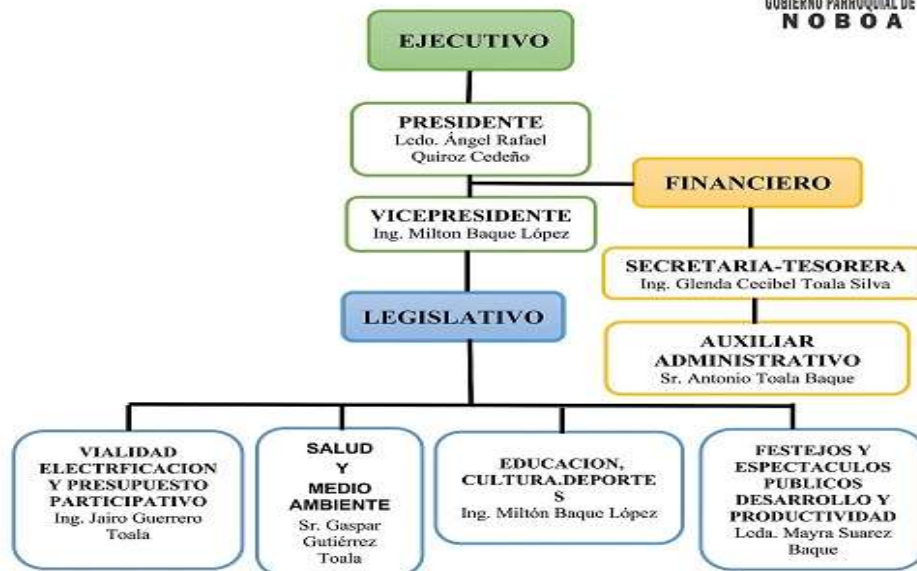 GOBIERNO PARROQUIAL DE
NOBOA
EJECUTIVO
PRESIDENTE
Lcdo. Ángel Rafael
Quiroz Cedeño
FINANCIERO
VICEPRESIDENTE
Ing. Milton Baque López
SECRETARIA-TESORERA
Ing. Glenda Cecibel Toala Silva
LEGISLATIVO
AUXILIAR
ADMINISTRATIVO
Sr. Antonio Toala Baque
VIALIDAD
ELECTRFICACION
Y PRESUPUESTO
PARTICIPATIVO
Ing. Jairo Guerrero
Toala
SALUD
Y
MEDIO
AMBIENTE
Sr. Gaspar
Gutiérrez
Toala
EDUCACION,
CULTURA.DEPORTE
S
Ing. Miltón Baque López
FESTEJOS Y
ESPECTACULOS
PUBLICOS
DESARROLLO Y
PRODUCTIVIDAD
Lcda. Mayra Suarez
Baque